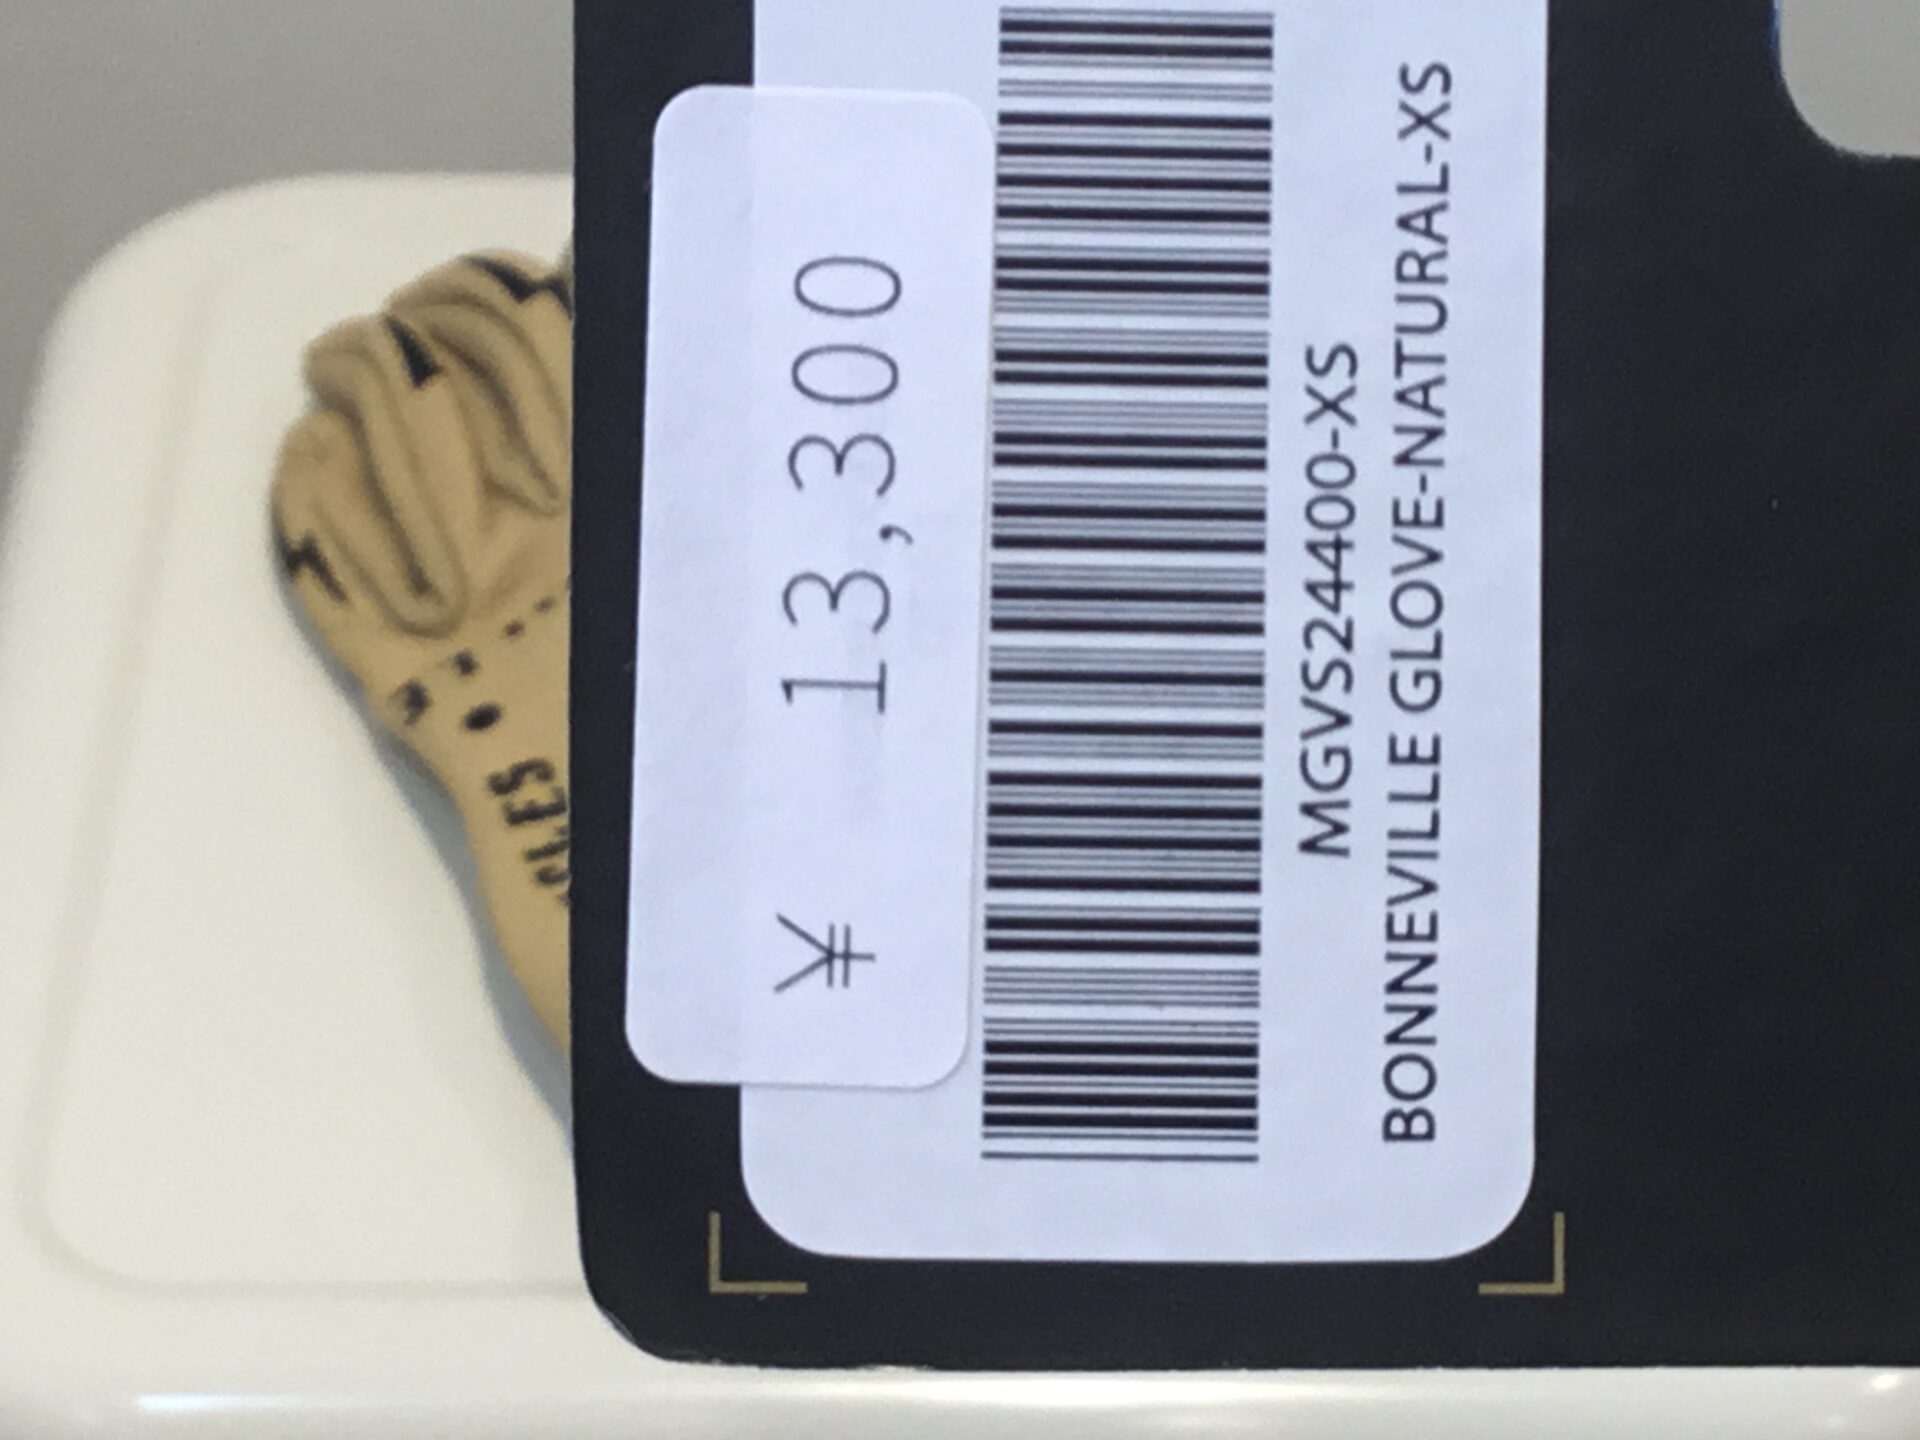 ¥ 13,300
MGVS24400-XS
BONNEVILLE GLOVE-NATURAL-XS